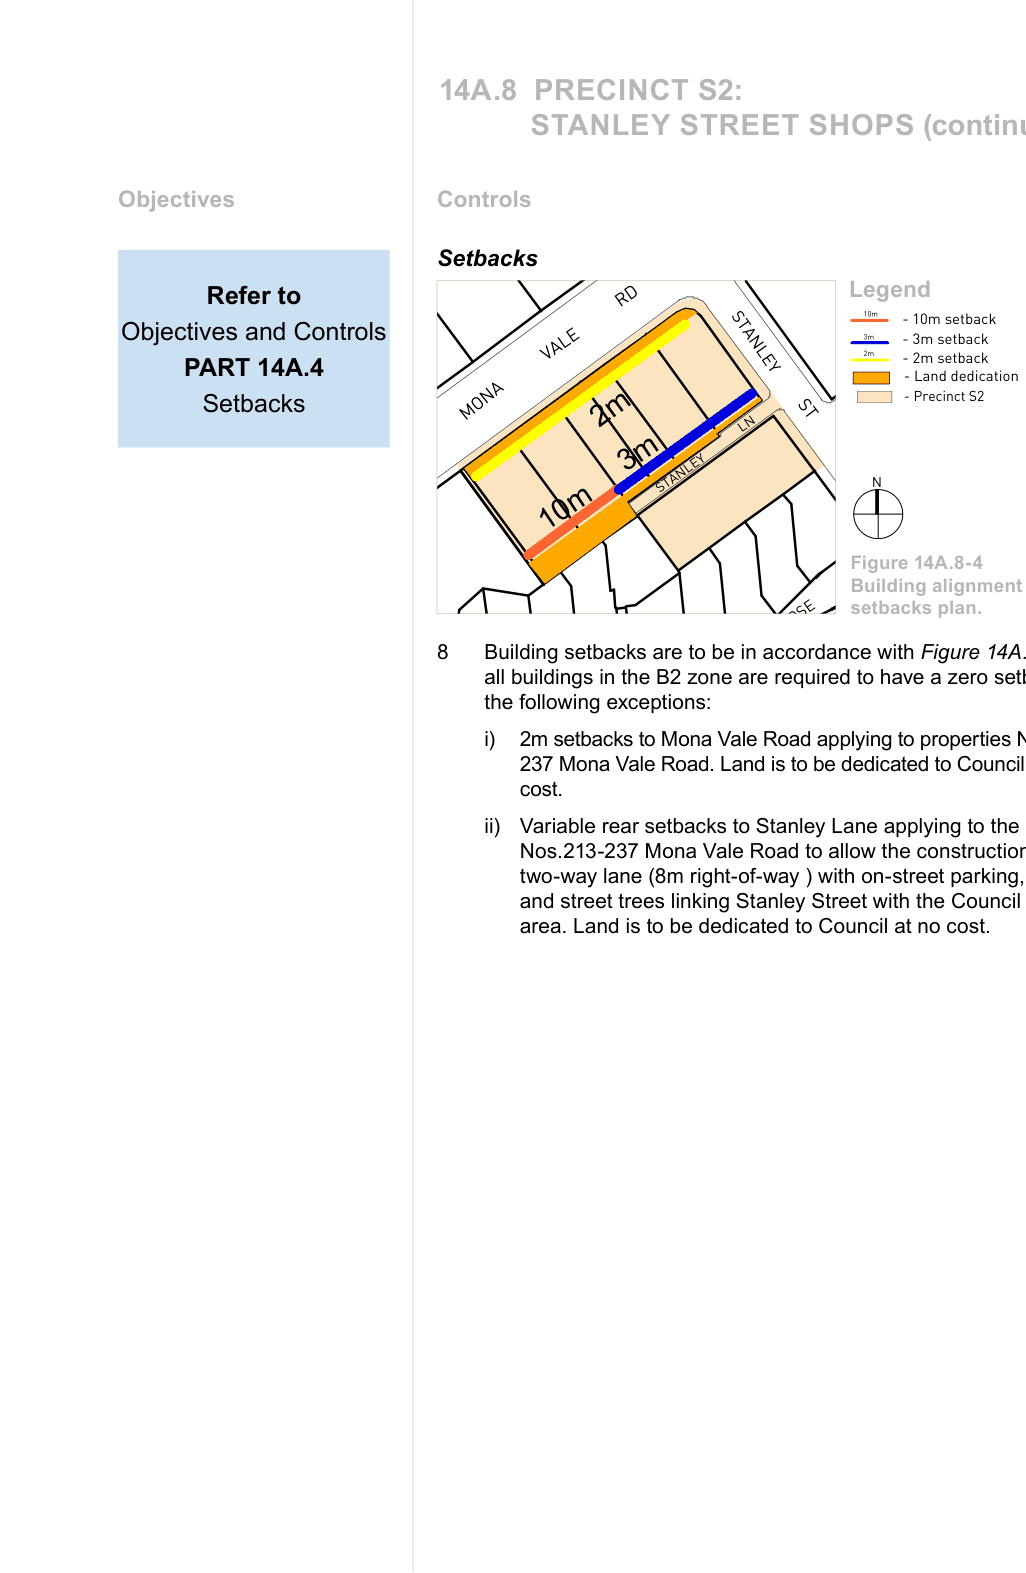 14A.8 PRECINCT S2:
STANLEY STREET SHOPS (continu
Objectives
Controls
Refer to
Objectives and Controls
PART 14A.4
Setbacks
Setbacks
MONA VALE RD
STANLEY ST
2m
3m
10m
STANLEY LN
OSE
Legend
10m - 10m setback
3m - 3m setback
2m - 2m setback
- Land dedication
- Precinct S2
N
Figure 14A.8-4
Building alignment
setbacks plan.
8 Building setbacks are to be in accordance with Figure 14A.
all buildings in the B2 zone are required to have a zero setb
the following exceptions:
i) 2m setbacks to Mona Vale Road applying to properties N
237 Mona Vale Road. Land is to be dedicated to Council
cost.
ii) Variable rear setbacks to Stanley Lane applying to the
Nos.213-237 Mona Vale Road to allow the construction
two-way lane (8m right-of-way ) with on-street parking,
and street trees linking Stanley Street with the Council
area. Land is to be dedicated to Council at no cost.